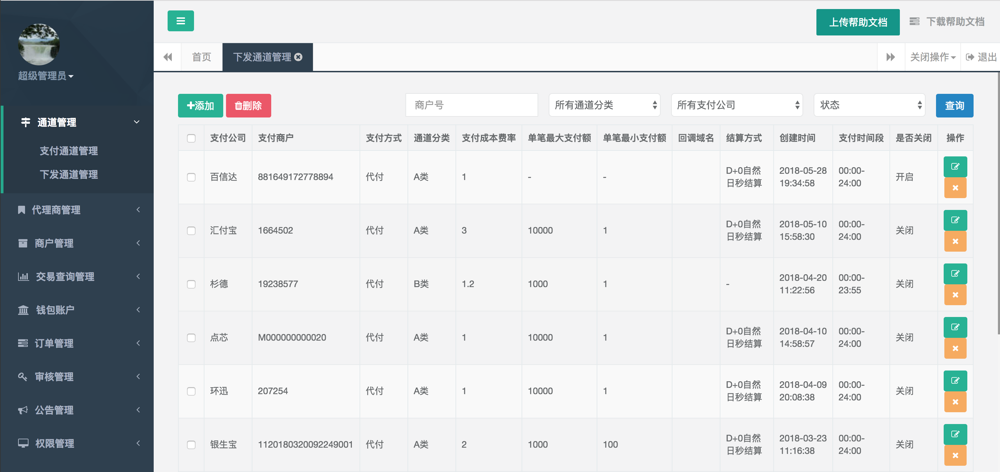 上传帮助文档
下载帮助文档
超级管理员
首页
下发通道管理
关闭操作
退出
通道管理
支付通道管理
下发通道管理
代理商管理
商户管理
交易查询管理
钱包账户
订单管理
审核管理
公告管理
权限管理
添加
删除
商户号
所有通道分类
所有支付公司
状态
查询
支付公司 支付商户 支付方式 通道分类 支付成本费率 单笔最大支付额 单笔最小支付额 回调域名 结算方式 创建时间 支付时间段 是否关闭 操作
百信达 881649172778894 代付 A类 1 - - D+0自然 2018-05-28 00:00- 开启
日秒结算 19:34:58 24:00
汇付宝 1664502 代付 A类 3 10000 1 D+0自然 2018-05-10 00:00- 关闭
日秒结算 15:58:30 24:00
杉德 19238577 代付 B类 1.2 1000 1 - 2018-04-20 00:00- 关闭
11:22:56 23:55
点芯 M000000000020 代付 A类 1 10000 1 D+0自然 2018-04-10 00:00- 关闭
日秒结算 14:58:57 24:00
环迅 207254 代付 A类 1 10000 1 D+0自然 2018-04-09 00:00- 关闭
日秒结算 20:08:38 24:00
银生宝 1120180320092249001 代付 A类 2 1000 100 D+0自然 2018-03-23 00:00- 关闭
日秒结算 11:16:38 24:00